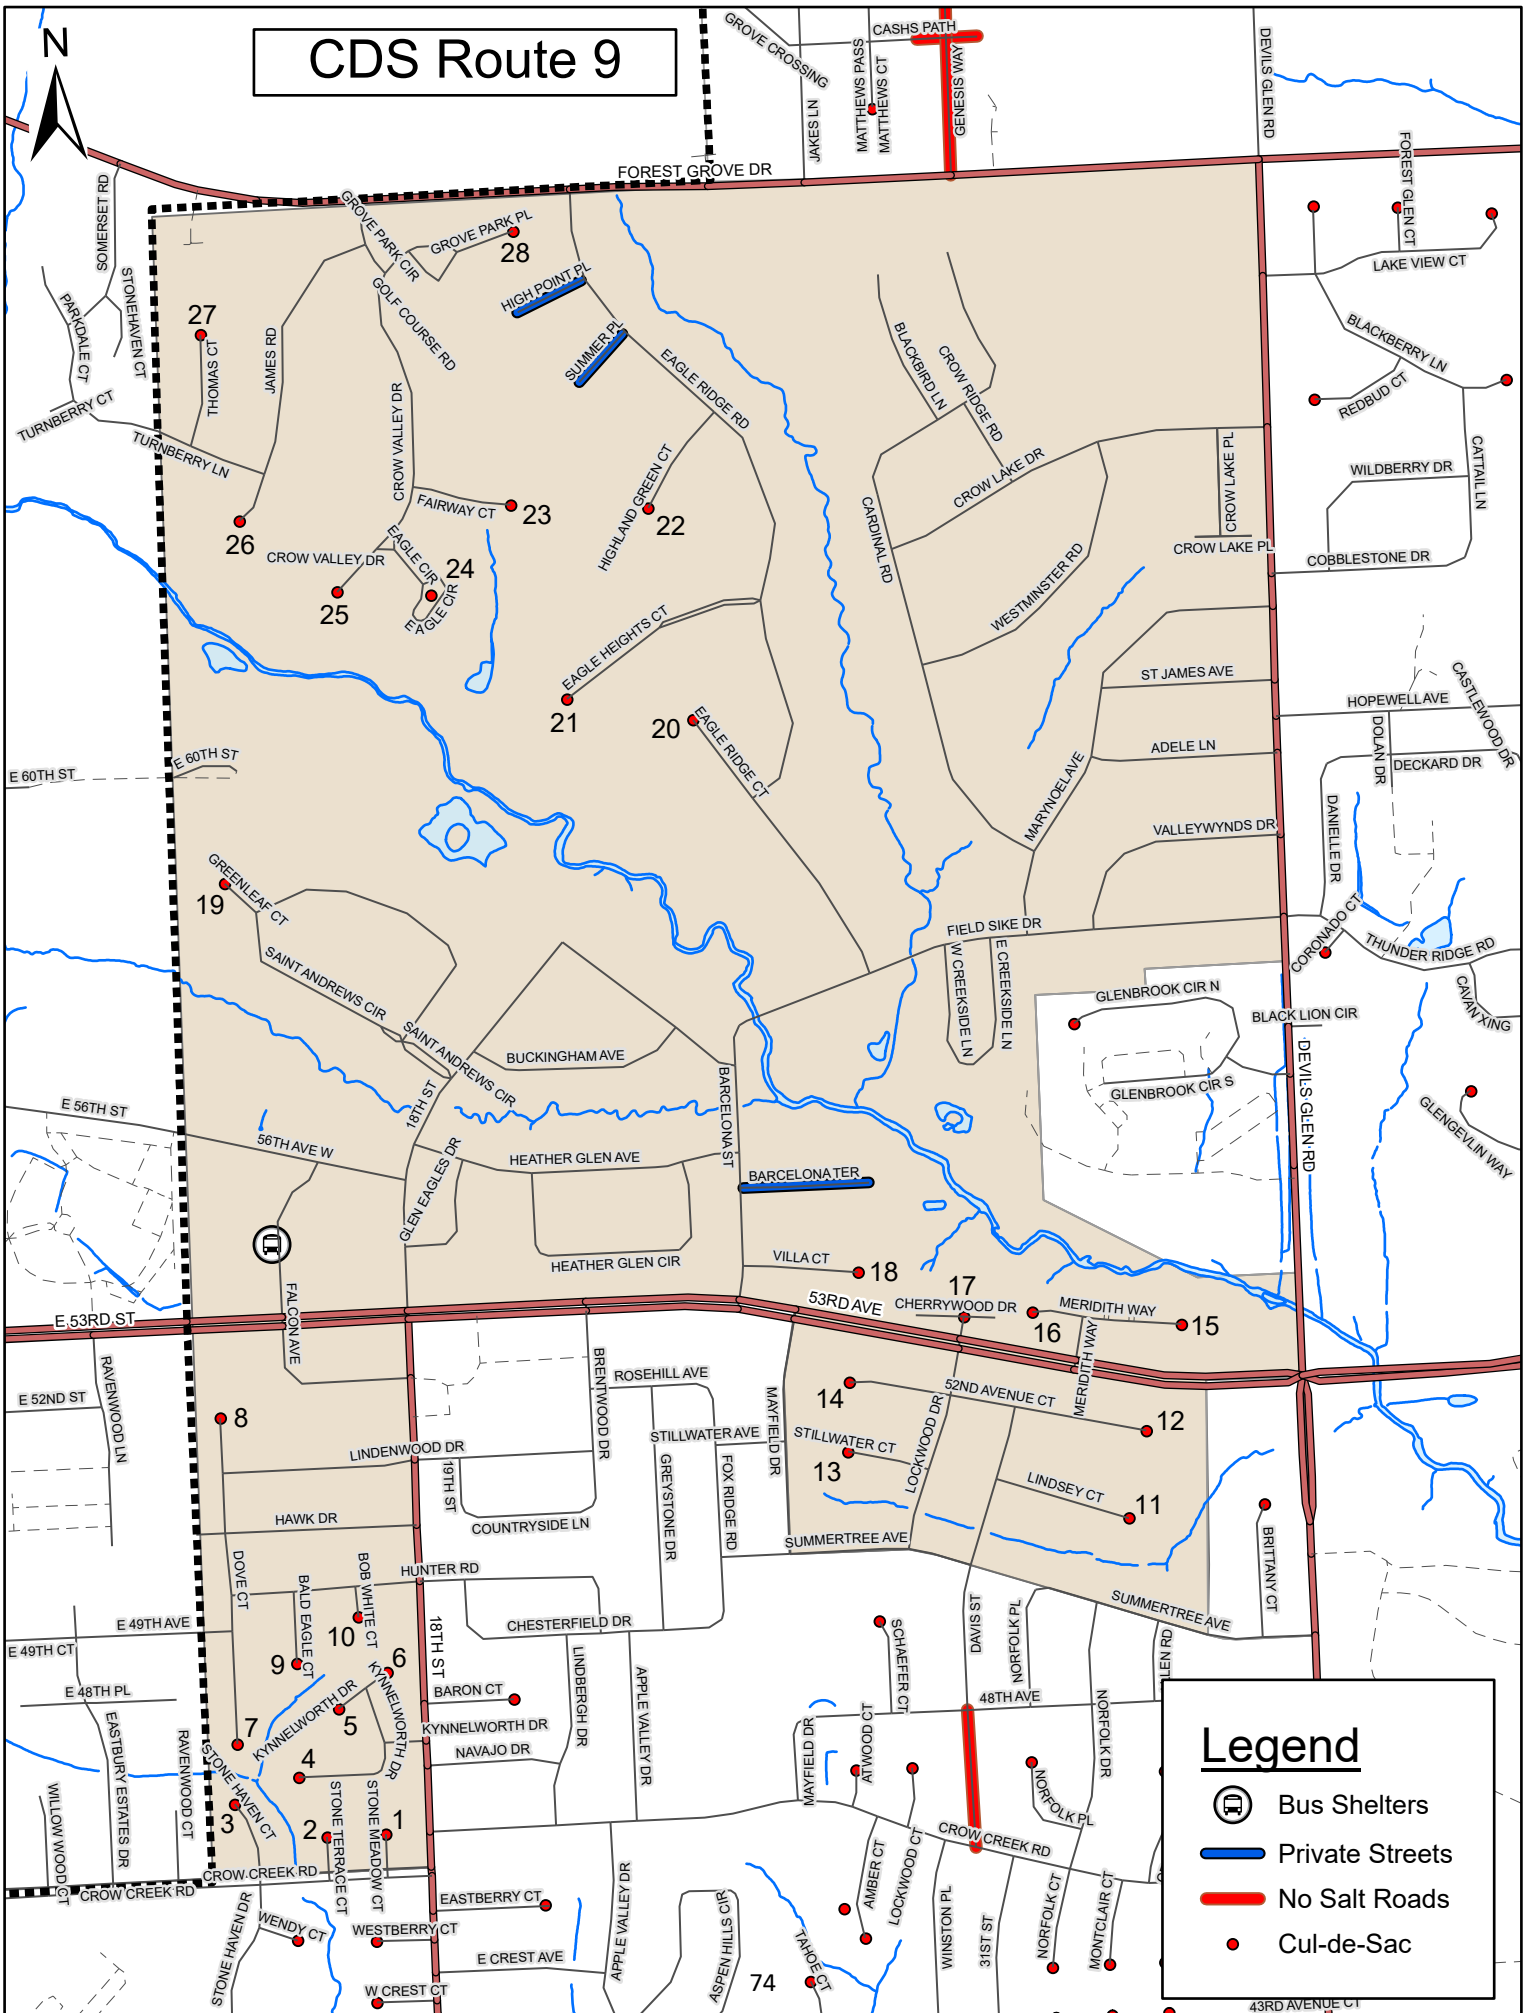 CDS Route 9
N
GROVE CROSSING
CASHS PATH
MATTHEWS PASS
MATTHEWS CT
JAKES LN
GENESIS WAY
DEVILS GLEN RD
FOREST GROVE DR
FOREST GLEN CT
LAKE VIEW CT
SOMERSET RD
STONEHAVEN CT
PARKDALE CT
TURNBERRY CT
TURNBERRY LN
GROVE PARK CIR
GROVE PARK PL
28
GOLF COURSE RD
HIGH POINT PL
SUMMER PL
27
THOMAS CT
JAMES RD
EAGLE RIDGE RD
BLACKBIRD LN
CROW RIDGE RD
BLACKBERRY LN
REDBUD CT
CROW VALLEY DR
FAIRWAY CT
23
HIGHLAND GREEN CT
22
CROW LAKE DR
CROW LAKE PL
CROW LAKE PL
WILDBERRY DR
CATTAIL LN
COBBLESTONE DR
26
CROW VALLEY DR
EAGLE CIR
24
EAGLE CIR
25
CARDINAL RD
WESTMINSTER RD
EAGLE HEIGHTS CT
21
20
EAGLE RIDGE CT
ST JAMES AVE
HOPEWELL AVE
CASTLEWOOD DR
DOLAN DR
ADELE LN
DECKARD DR
E 60TH ST
E 60TH ST
MARYNOEL AVE
VALLEYWYNDS DR
DANIELLE DR
GREENLEAF CT
19
FIELD SIKE DR
CORONADO CT
THUNDER RIDGE RD
SAINT ANDREWS CIR
W CREEKSIDE LN
E CREEKSIDE LN
GLENBROOK CIR N
BLACK LION CIR
CAVAN XING
SAINT ANDREWS CIR
BUCKINGHAM AVE
GLENBROOK CIR S
DEVILS GLEN RD
GLENGEVLIN WAY
E 56TH ST
56TH AVE W
18TH ST
BARCELONA ST
GLEN EAGLES DR
HEATHER GLEN AVE
BARCELONA TER
HEATHER GLEN CIR
VILLA CT
18
FALCON AVE
53RD AVE
17
CHERRYWOOD DR
16
MERIDITH WAY
15
E 53RD ST
RAVENWOOD LN
E 52ND ST
BRENTWOOD DR
ROSEHILL AVE
MAYFIELD DR
14
52ND AVENUE CT
MERIDITH WAY
12
8
LINDENWOOD DR
STILLWATER AVE
STILLWATER CT
13
LOCKWOOD DR
LINDSEY CT
11
19TH ST
GREYSTONE DR
FOX RIDGE RD
HAWK DR
COUNTRYSIDE LN
SUMMERTREE AVE
BRITTANY CT
DOVE CT
BALD EAGLE CT
BOB WHITE CT
HUNTER RD
CHESTERFIELD DR
SUMMERTREE AVE
E 49TH AVE
E 49TH CT
10
9
6
18TH ST
LINDBERGH DR
APPLE VALLEY DR
SCHAEFER CT
DAVIS ST
NORFOLK PL
E 48TH PL
BARON CT
48TH AVE
NORFOLK DR
EASTBURY ESTATES DR
RAVENWOOD CT
7
KYNNELWORTH DR
5
KYNNELWORTH DR
KYNNELWORTH DR
NAVAJO DR
STONE HAVEN CT
4
WILLOW WOOD CT
3
2
STONE TERRACE CT
STONE MEADOW CT
1
MAYFIELD DR
ATWOOD CT
NORFOLK PL
CROW CREEK RD
CROW CREEK RD
CROW CREEK RD
AMBER CT
LOCKWOOD CT
WINSTON PL
31ST ST
NORFOLK CT
MONTCLAIR CT
STONE HAVEN DR
WENDY CT
WESTBERRY CT
EASTBERRY CT
E CREST AVE
W CREST CT
APPLE VALLEY DR
ASPEN HILLS CIR
74
TAHOE CT
43RD AVENUE CT
Legend
Bus Shelters
Private Streets
No Salt Roads
Cul-de-Sac